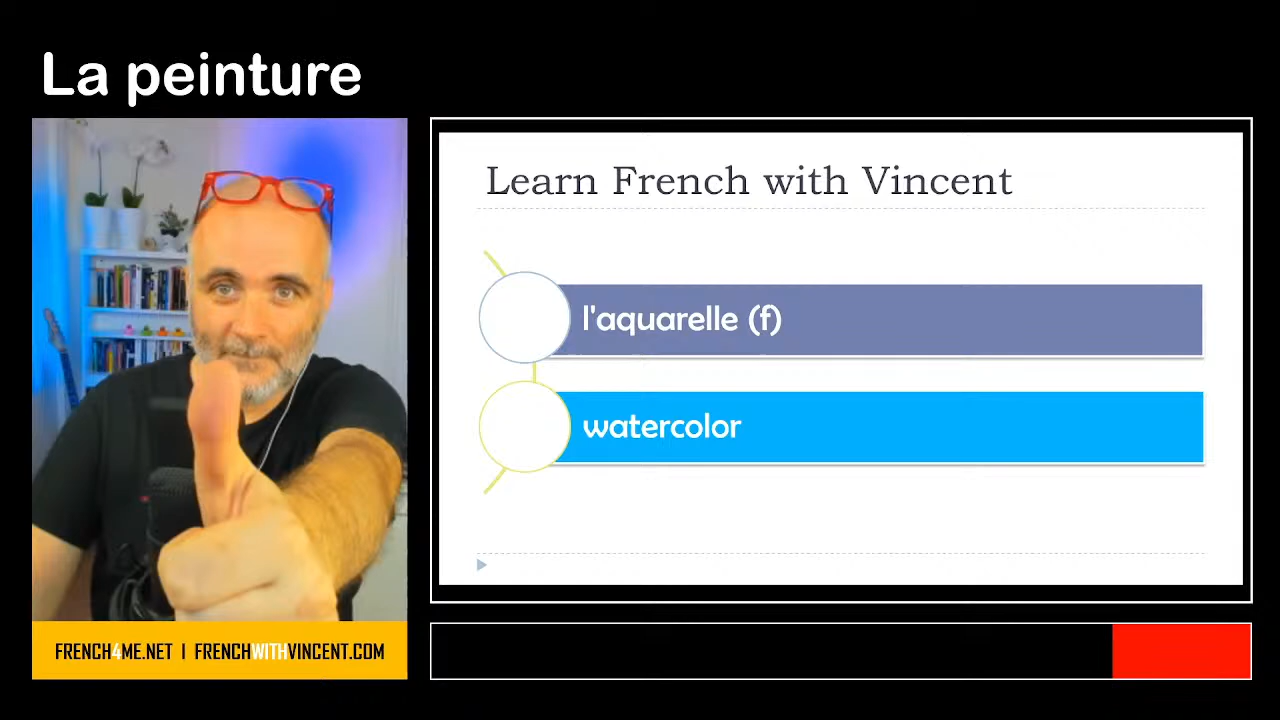 La peinture
Learn French with Vincent
l'aquarelle (f)
watercolor
FRENCH4ME.NET I FRENCHWITHVINCENT.COM